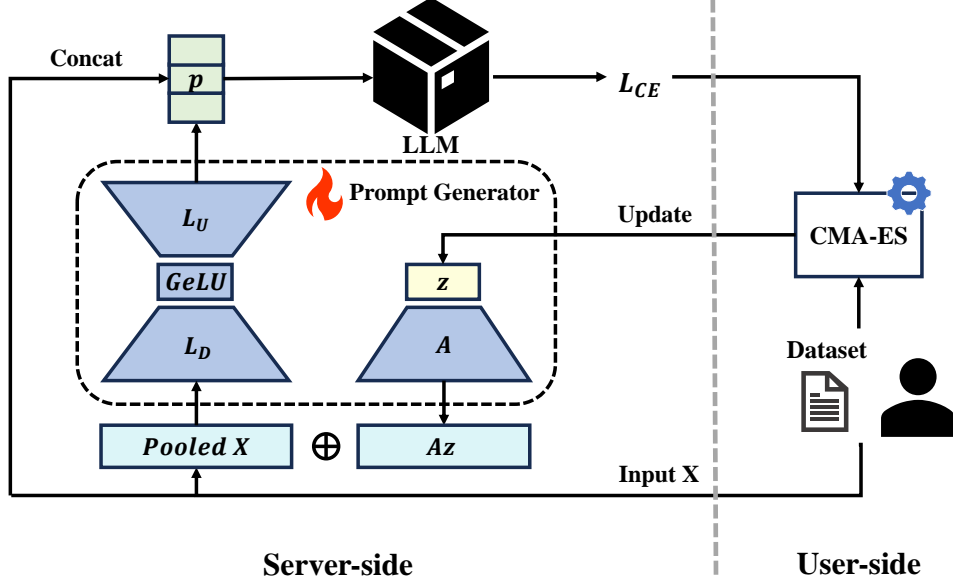 Concat
p
L_CE
LLM
Prompt Generator
L_U
Update
CMA-ES
GeLU
z
L_D
A
Dataset
Pooled X
⊕
Az
Input X
Server-side
User-side